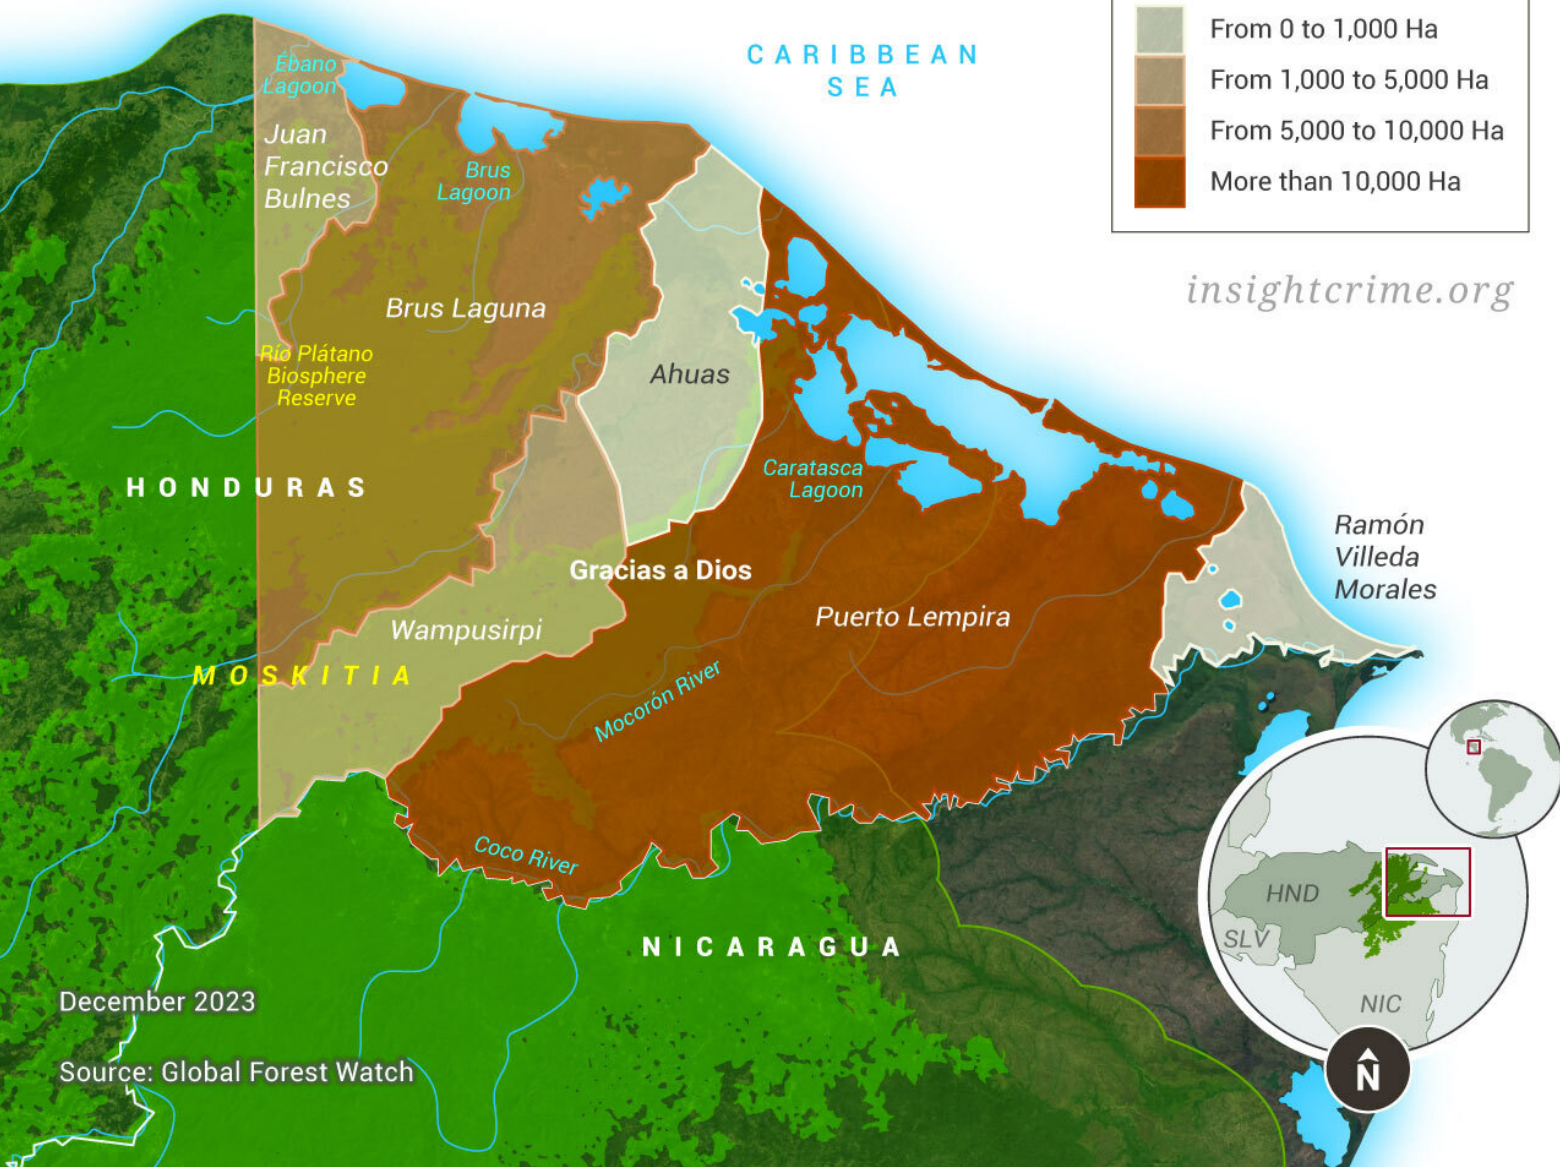 From 0 to 1,000 Ha
From 1,000 to 5,000 Ha
From 5,000 to 10,000 Ha
More than 10,000 Ha
insightcrime.org
CARIBBEAN
SEA
Ébano
Lagoon
Juan
Francisco
Bulnes
Brus
Lagoon
Brus Laguna
Río Plátano
Biosphere
Reserve
Ahuas
HONDURAS
Caratasca
Lagoon
Ramón
Villeda
Morales
Gracias a Dios
Puerto Lempira
Wampusirpi
MOSKITIA
Mocorón River
Coco River
NICARAGUA
HND
SLV
NIC
N
December 2023
Source: Global Forest Watch